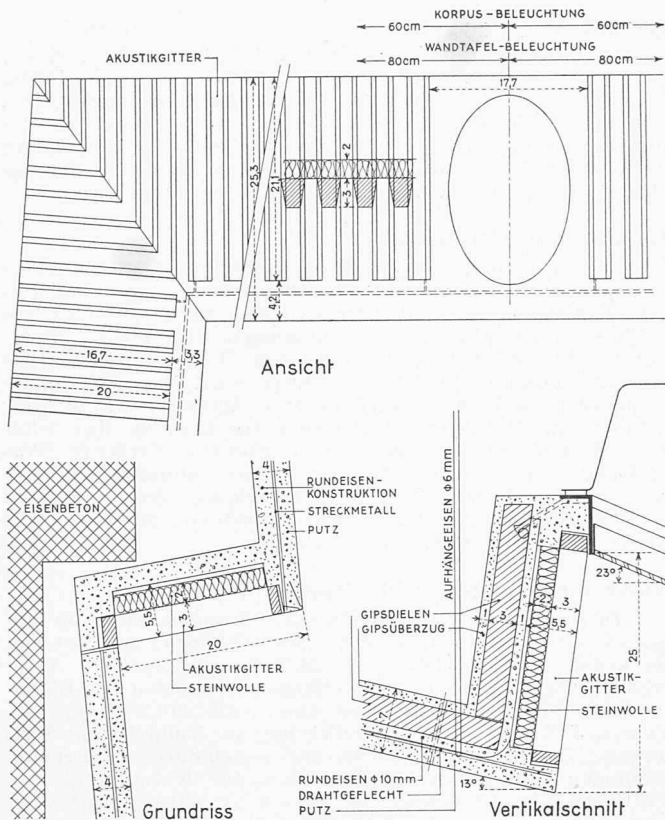 KORPUS-BELEUCHTUNG
60cm
60cm
WANDTAFEL-BELEUCHTUNG
80cm
80cm
AKUSTIKGITTER
17,7
25,3
21,1
2
3
4,2
16,7
3,3
20
Ansicht
EISENBETON
4
RUNDEISEN-
KONSTRUKTION
STRECKMETALL
PUTZ
5,5
2
3
20
AKUSTIKGITTER
STEINWOLLE
4
Grundriss
AUFHÄNGEEISEN Φ6mm
GIPSDIELEN
GIPSÜBERZUG
1
3
1
2
3
5,5
23°
25
AKUSTIK-
GITTER
STEINWOLLE
7
RUNDEISEN Φ10mm
DRAHTGEFLECHT
PUTZ
13°
Vertikalschnitt